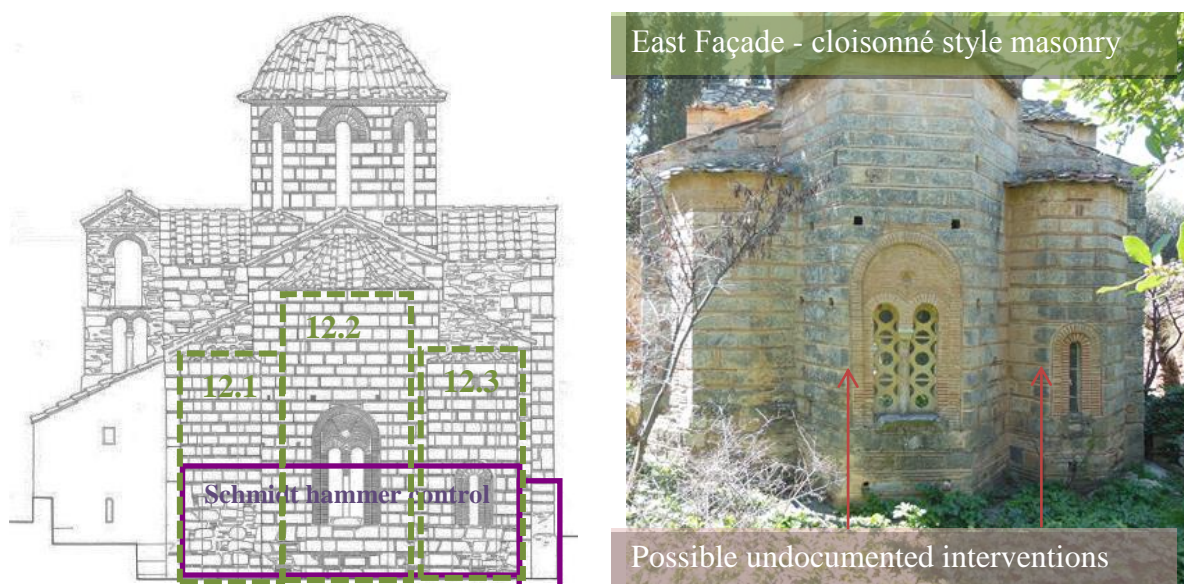 12.2
12.1
12.3
Schmidt hammer control
East Façade - cloisonné style masonry
Possible undocumented interventions